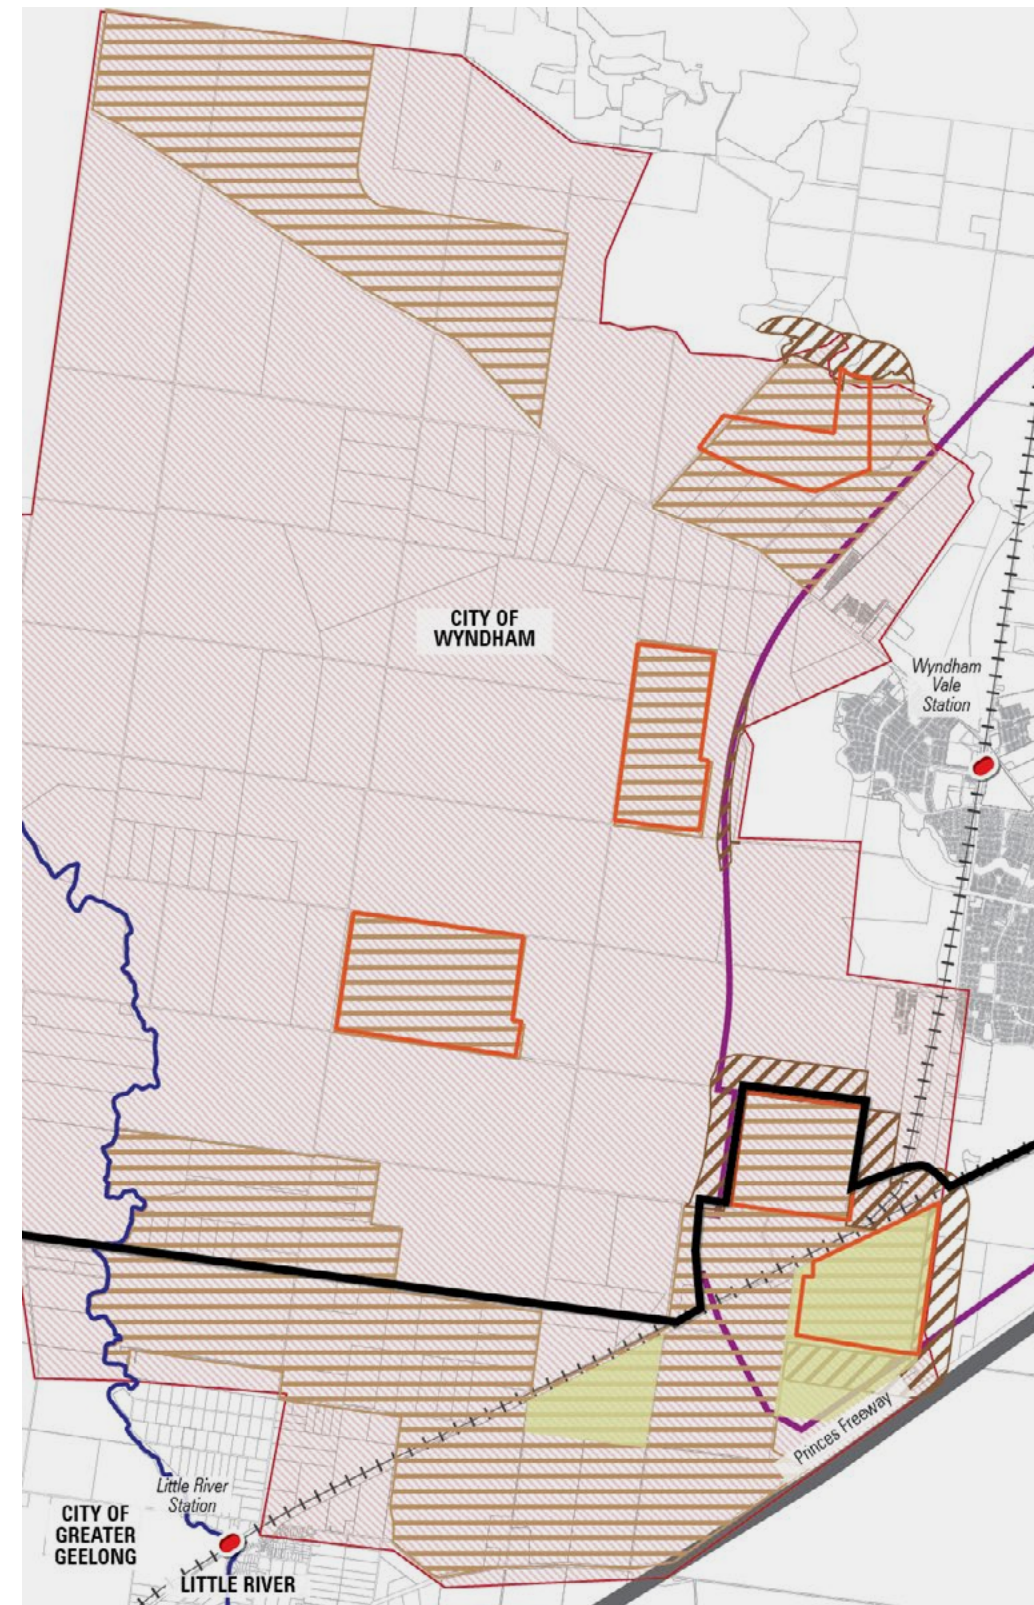 CITY OF
WYNDHAM
Wyndham
Vale
Station
Princes Freeway
Little River
Station
CITY OF
GREATER
GEELONG
LITTLE RIVER